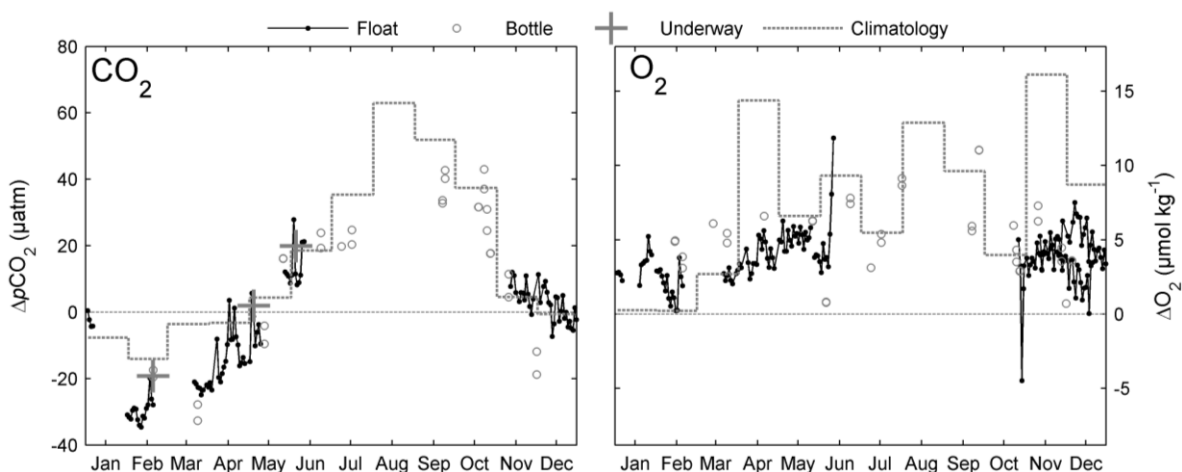 Float Bottle Underway Climatology
CO₂
O₂
80
60
40
20
0
-20
-40
ΔpCO₂ (µatm)
15
10
5
0
-5
ΔO₂ (µmol kg⁻¹)
Jan Feb Mar Apr May Jun Jul Aug Sep Oct Nov Dec
Jan Feb Mar Apr May Jun Jul Aug Sep Oct Nov Dec